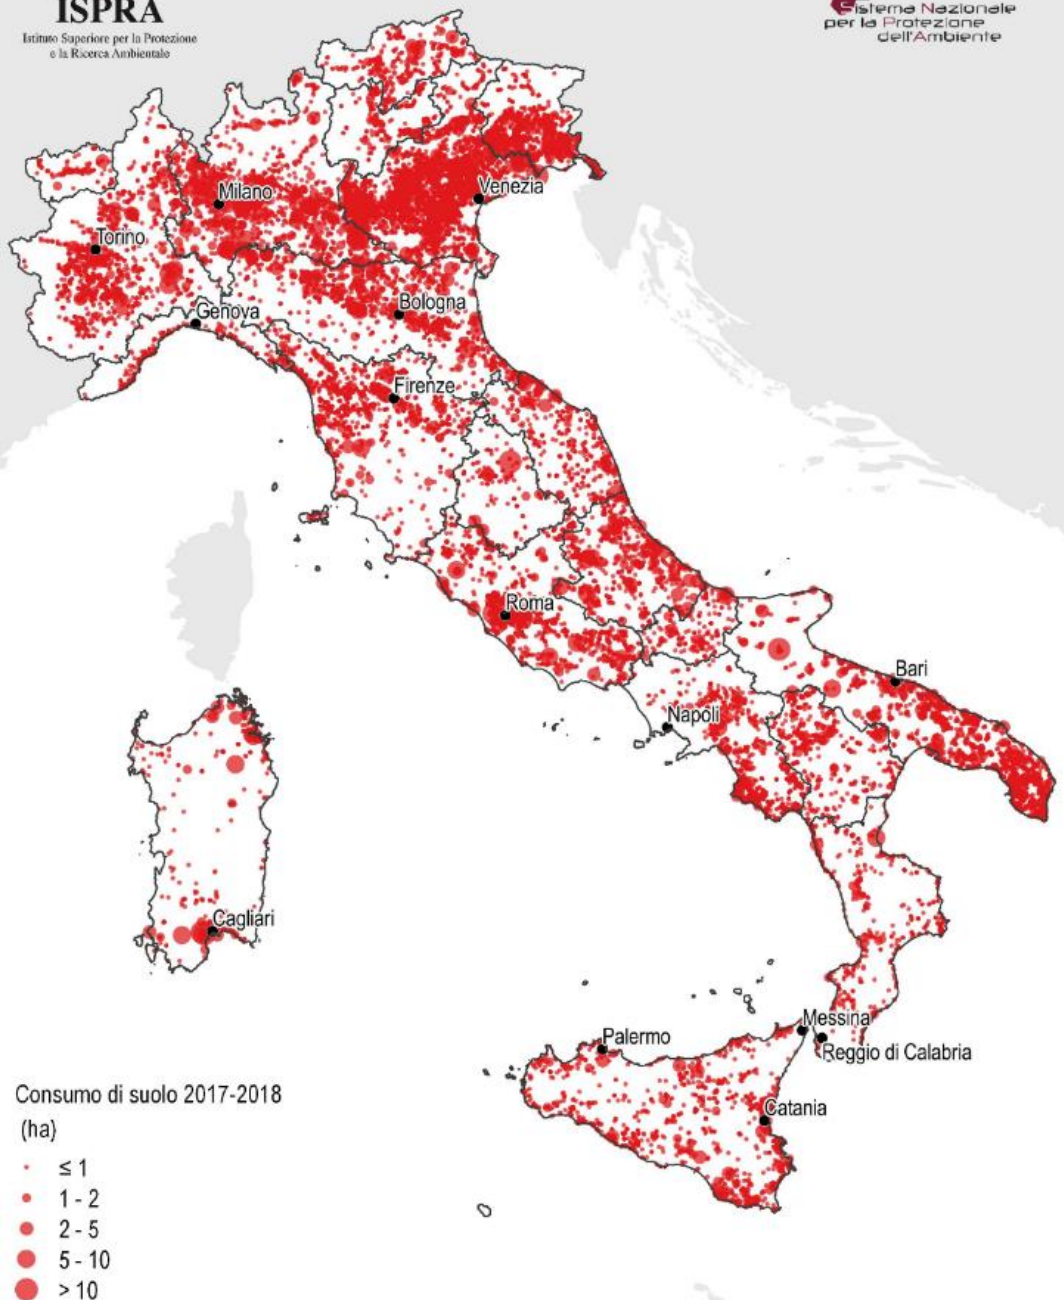 ISPRA
Istituto Superiore per la Protezione
e la Ricerca Ambientale
Sistema Nazionale
per la Protezione
dell'Ambiente
Milano
Venezia
Torino
Bologna
Genova
Firenze
Roma
Bari
Napoli
Cagliari
Messina
Palermo
Reggio di Calabria
Catania
Consumo di suolo 2017-2018
(ha)
≤ 1
1 - 2
2 - 5
5 - 10
> 10